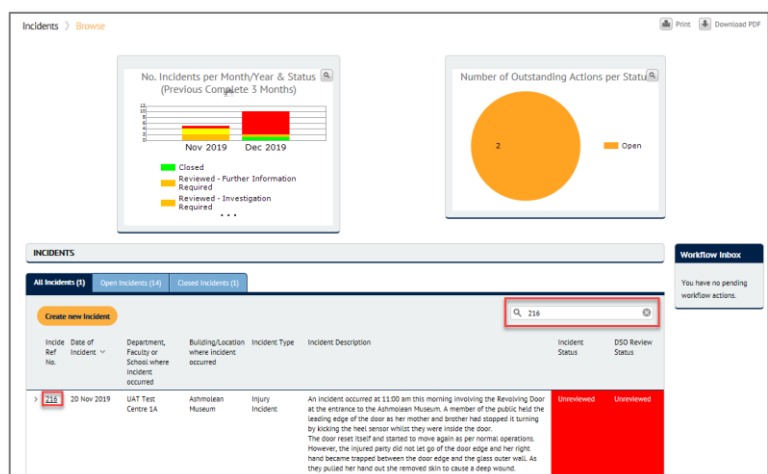 Incidents > Browse
Print Download PDF
No. Incidents per Month/Year & Status
(Previous Complete 3 Months)
12
10
8
6
4
2
0
Nov 2019 Dec 2019
Closed
Reviewed - Further Information
Required
Reviewed - Investigation
Required
• • •
Number of Outstanding Actions per Statu
2
Open
INCIDENTS
Workflow Inbox
You have no pending
workflow actions.
All Incidents (1) Open Incidents (14) Closed Incidents (1)
Create new Incident
216
Incide
Ref
No.
Date of
Incident
Department,
Faculty or
School where
incident
occurred
Building/Location
where incident
occurred
Incident Type
Incident Description
Incident
Status
DSO Review
Status
> 216
20 Nov 2019
UAT Test
Centre 1A
Ashmolean
Museum
Injury
Incident
An incident occurred at 11:00 am this morning involving the Revolving Door
at the entrance to the Ashmolean Museum. A member of the public held the
leading edge of the door as her mother and brother had stopped it turning
by kicking the heel sensor whilst they were inside the door.
The door reset itself and started to move again as per normal operations.
However, the injured party did not let go of the door edge and her right
hand became trapped between the door edge and the glass outer wall. As
they pulled her hand out the removed skin to cause a deep wound.
Unreviewed
Unreviewed